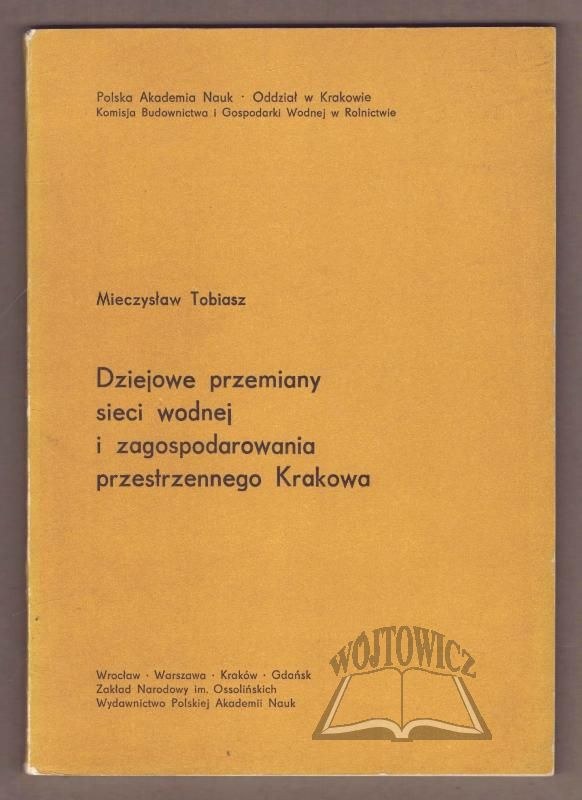 Polska Akademia Nauk · Oddział w Krakowie
Komisja Budownictwa i Gospodarki Wodnej w Rolnictwie
Mieczysław Tobiasz
Dziejowe przemiany
sieci wodnej
i zagospodarowania
przestrzennego Krakowa
Wrocław · Warszawa · Kraków · Gdańsk
Zakład Narodowy im. Ossolińskich
Wydawnictwo Polskiej Akademii Nauk
WÓJTOWICZ